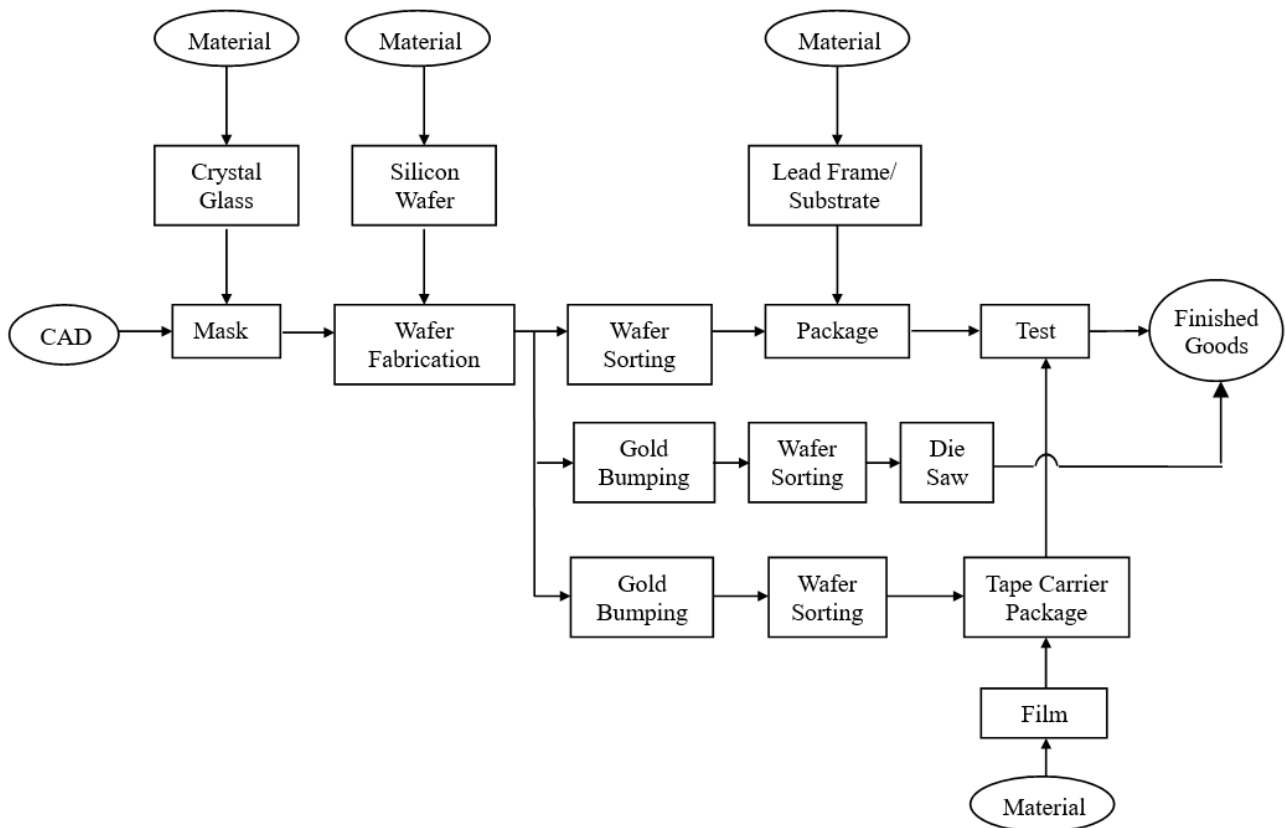 Material
Material
Material
Crystal
Glass
Silicon
Wafer
Lead Frame/
Substrate
CAD
Mask
Wafer
Fabrication
Wafer
Sorting
Package
Test
Finished
Goods
Gold
Bumping
Wafer
Sorting
Die
Saw
Gold
Bumping
Wafer
Sorting
Tape Carrier
Package
Film
Material